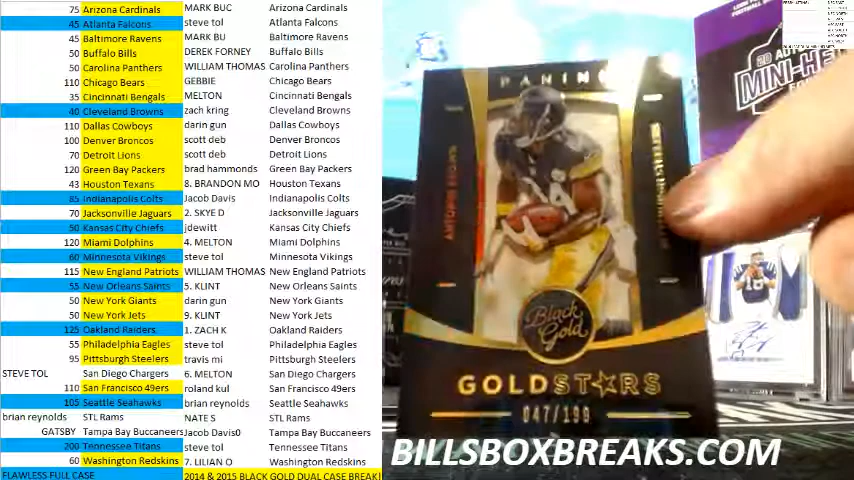 75 Arizona Cardinals MARK BUC Arizona Cardinals
45 Atlanta Falcons steve tol Atlanta Falcons
45 Baltimore Ravens MARK BU Baltimore Ravens
50 Buffalo Bills DEREK FORNEY Buffalo Bills
50 Carolina Panthers WILLIAM THOMAS Carolina Panthers
110 Chicago Bears GEBBIE Chicago Bears
35 Cincinnati Bengals MELTON Cincinnati Bengals
40 Cleveland Browns zach kring Cleveland Browns
110 Dallas Cowboys darin gun Dallas Cowboys
100 Denver Broncos scott deb Denver Broncos
70 Detroit Lions scott deb Detroit Lions
120 Green Bay Packers brad hammonds Green Bay Packers
43 Houston Texans 8. BRANDON MO Houston Texans
85 Indianapolis Colts Jacob Davis Indianapolis Colts
70 Jacksonville Jaguars 2. SKYE D Jacksonville Jaguars
50 Kansas City Chiefs jdewitt Kansas City Chiefs
120 Miami Dolphins 4. MELTON Miami Dolphins
60 Minnesota Vikings steve tol Minnesota Vikings
115 New England Patriots WILLIAM THOMAS New England Patriots
55 New Orleans Saints 5. KLINT New Orleans Saints
50 New York Giants darin gun New York Giants
50 New York Jets 9. KLINT New York Jets
125 Oakland Raiders 1. ZACH K Oakland Raiders
55 Philadelphia Eagles steve tol Philadelphia Eagles
95 Pittsburgh Steelers travis mi Pittsburgh Steelers
STEVE TOL San Diego Chargers 6. MELTON San Diego Chargers
110 San Francisco 49ers roland kul San Francisco 49ers
105 Seattle Seahawks brian reynolds Seattle Seahawks
brian reynolds STL Rams NATE S STL Rams
GATSBY Tampa Bay Buccaneers Jacob Davis0 Tampa Bay Buccaneers
200 Tennessee Titans steve tol Tennessee Titans
60 Washington Redskins 7. LILIAN O Washington Redskins
FLAWLESS FULL CASE 2014 & 2015 BLACK GOLD DUAL CASE BREAK!
PANINI
ANTONIO BROWN
Black Gold
GOLDSTARS
047/199
MINI-HE
BILLSBOXBREAKS.COM